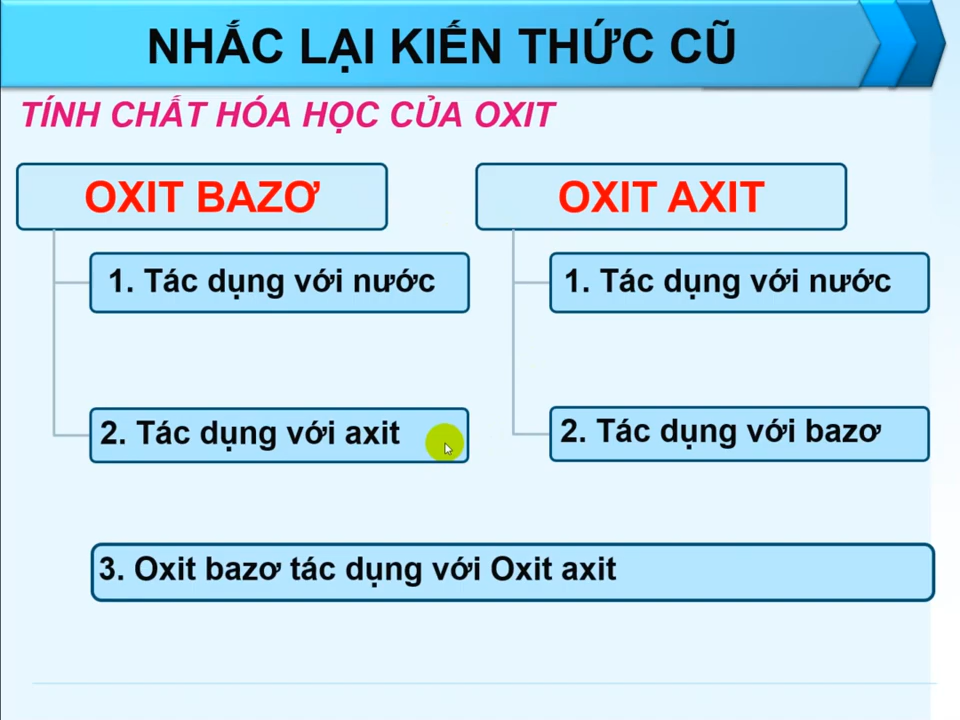 NHẮC LẠI KIẾN THỨC CŨ
TÍNH CHẤT HÓA HỌC CỦA OXIT
OXIT BAZƠ
1. Tác dụng với nước
2. Tác dụng với axit
OXIT AXIT
1. Tác dụng với nước
2. Tác dụng với bazơ
3. Oxit bazơ tác dụng với Oxit axit